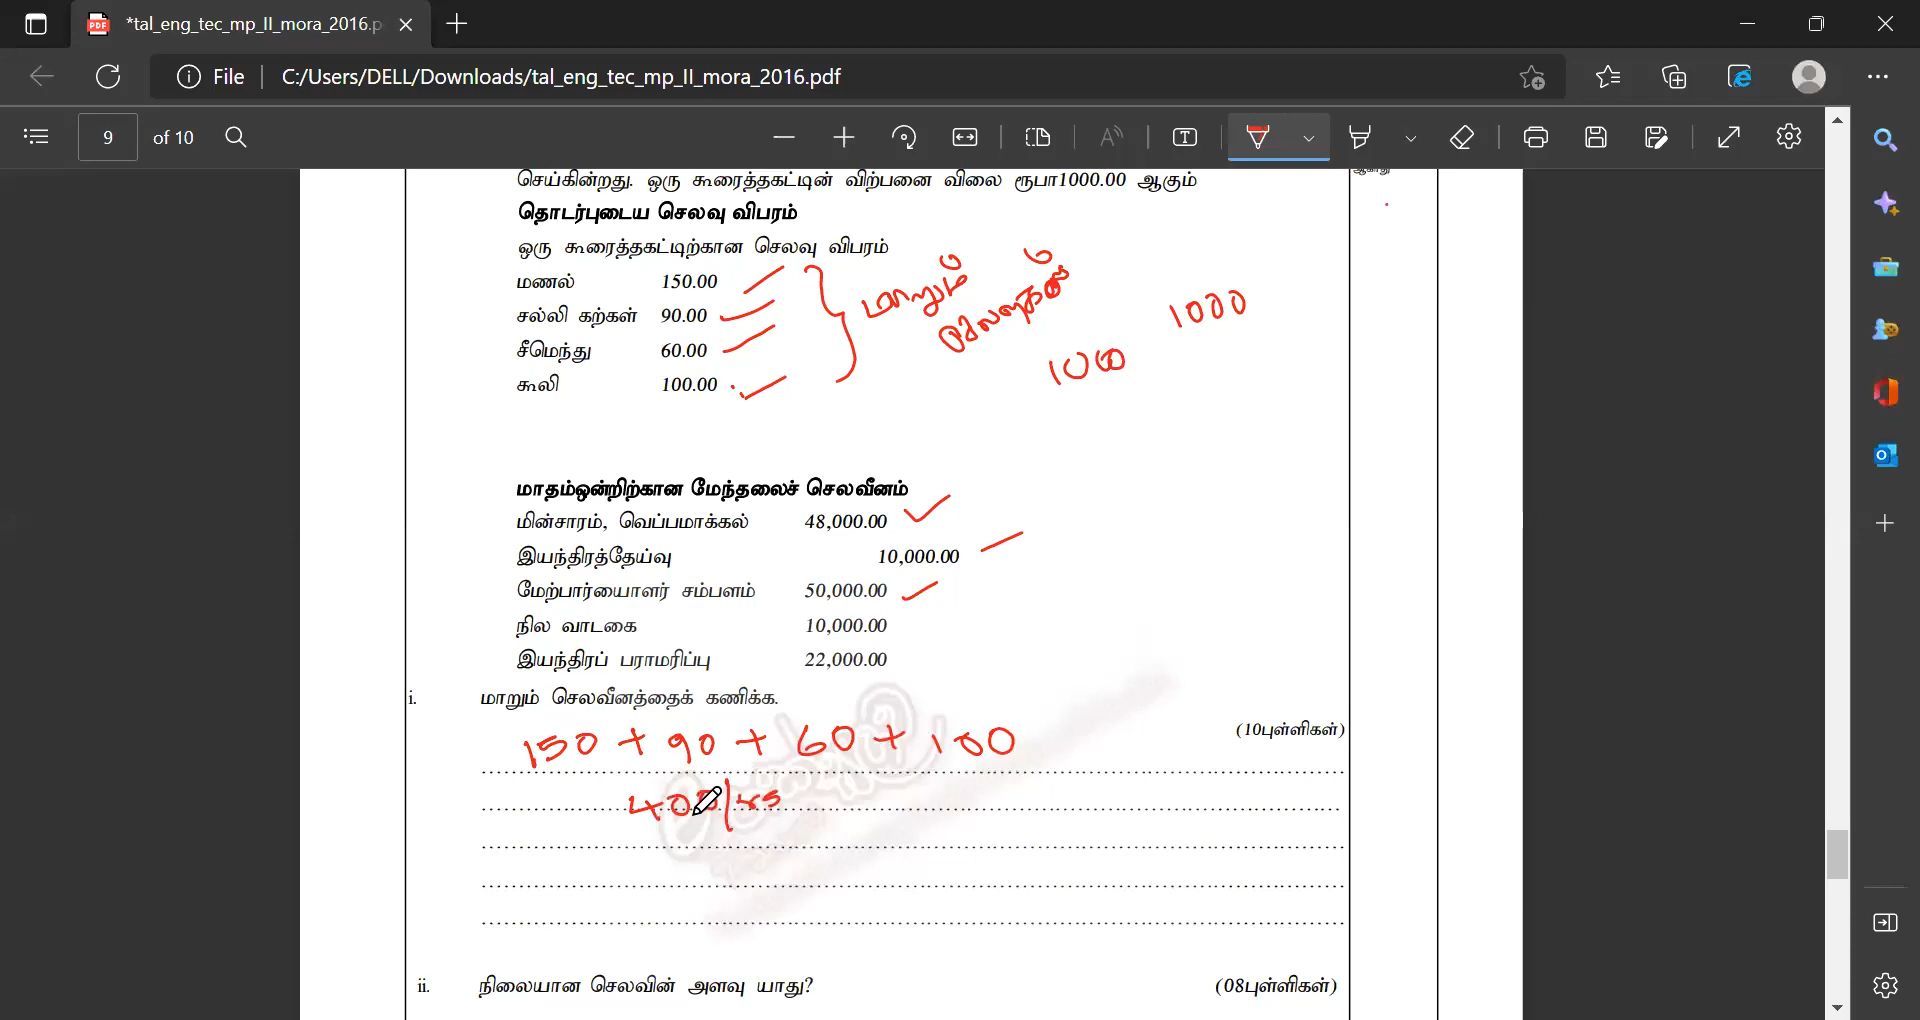 *tal_eng_tec_mp_II_mora_2016.p
File C:/Users/DELL/Downloads/tal_eng_tec_mp_II_mora_2016.pdf
9 of 10
செய்கின்றது. ஒரு கூரைத்தகட்டின் விற்பனை விலை ரூபா1000.00 ஆகும்
தொடர்புடைய செலவு விபரம்
ஒரு கூரைத்தகட்டிற்கான செலவு விபரம்
மணல் 150.00
சல்லி கற்கள் 90.00
சீமெந்து 60.00
கூலி 100.00
மாறும்
செலவுகள்
1000
1000
மாதம்ஒன்றிற்கான மேந்தலைச் செலவீனம்
மின்சாரம், வெப்பமாக்கல் 48,000.00
இயந்திரத்தேய்வு 10,000.00
மேற்பார்யையாளர் சம்பளம் 50,000.00
நில வாடகை 10,000.00
இயந்திரப் பராமரிப்பு 22,000.00
i. மாறும் செலவீனத்தைக் கணிக்க.
(10புள்ளிகள்)
150 + 90 + 60 + 100
400/rs
ii. நிலையான செலவின் அளவு யாது? (08புள்ளிகள்)